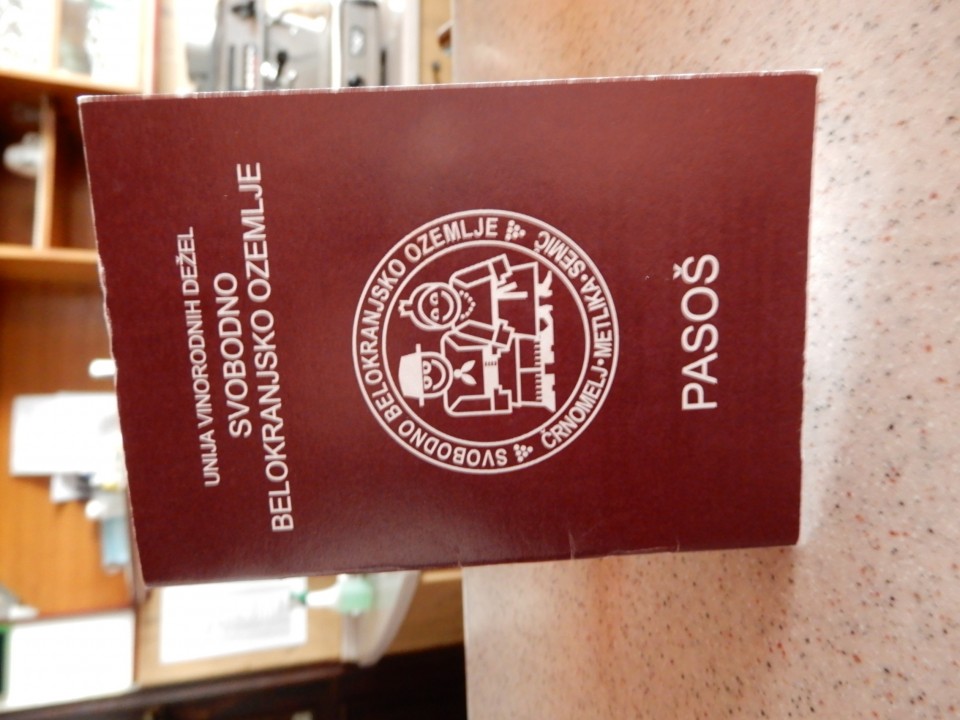 UNIJA VINORODNIH DEŽEL
SVOBODNO
BELOKRANJSKO OZEMLJE
SVOBODNO BELOKRANJSKO OZEMLJE
ČRNOMELJ•METLIKA•SEMIČ
PASOŠ